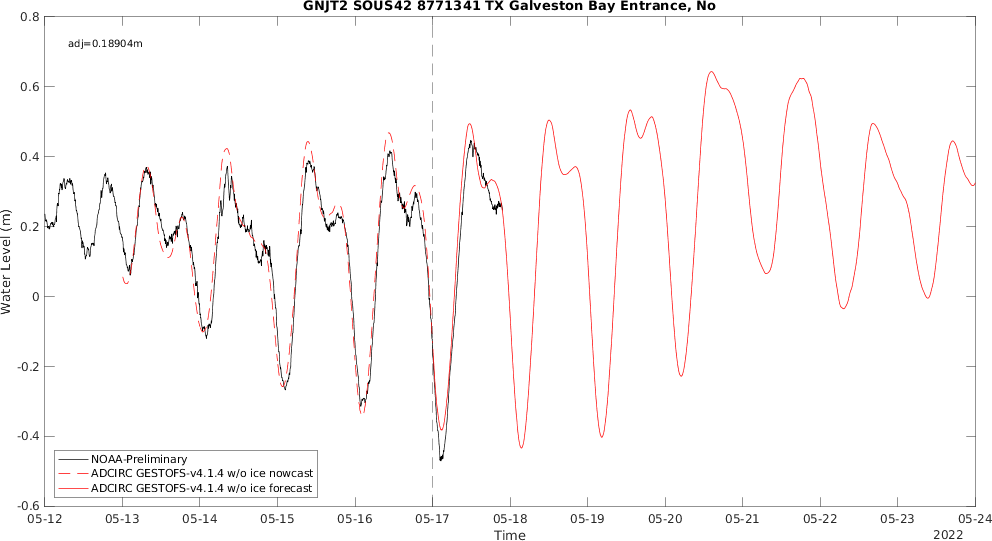 GNJT2 SOUS42 8771341 TX Galveston Bay Entrance, No
adj=0.18904m
Water Level (m)
0.8
0.6
0.4
0.2
0
-0.2
-0.4
-0.6
NOAA-Preliminary
ADCIRC GESTOFS-v4.1.4 w/o ice nowcast
ADCIRC GESTOFS-v4.1.4 w/o ice forecast
05-12 05-13 05-14 05-15 05-16 05-17 05-18 05-19 05-20 05-21 05-22 05-23 05-24
Time
2022